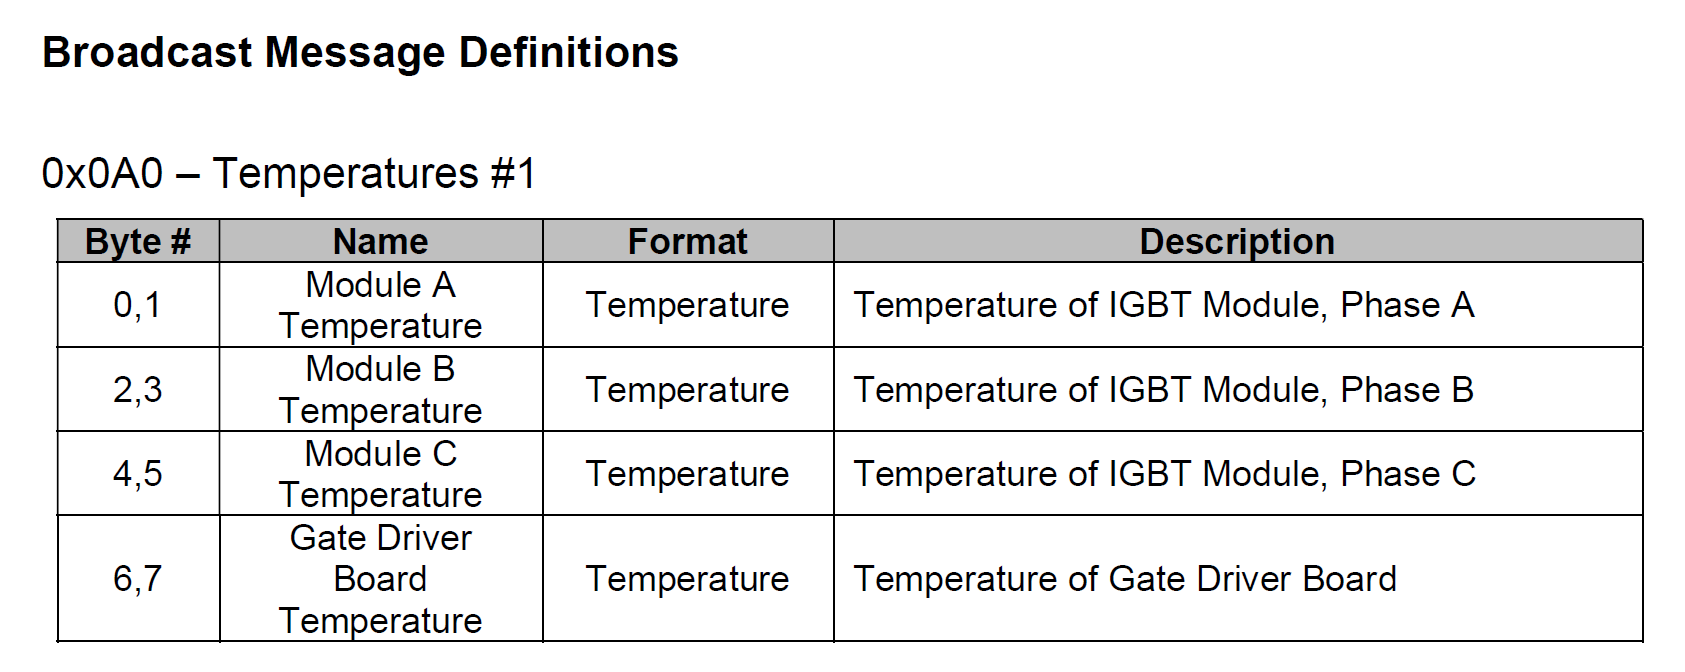 Broadcast Message Definitions
0x0A0 – Temperatures #1
Byte # Name Format Description
0,1 Module A Temperature Temperature Temperature of IGBT Module, Phase A
2,3 Module B Temperature Temperature Temperature of IGBT Module, Phase B
4,5 Module C Temperature Temperature Temperature of IGBT Module, Phase C
6,7 Gate Driver Board Temperature Temperature Temperature of Gate Driver Board